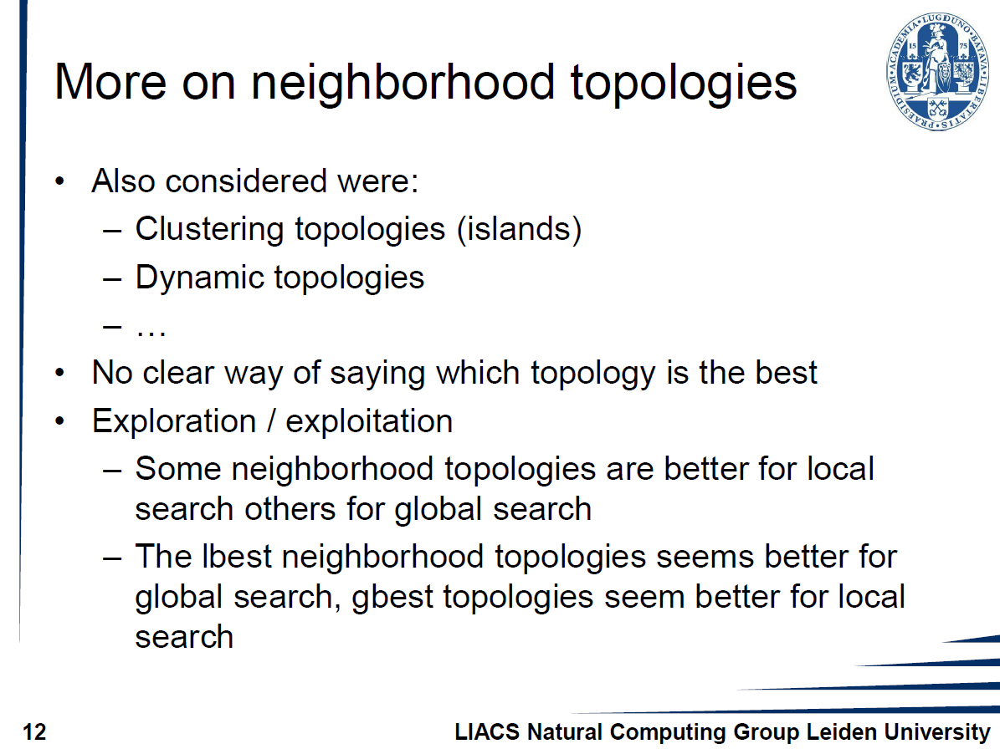 More on neighborhood topologies
ACADEMIA • LUGDUNO • BATAVA • LIBERTATIS • PRAESIDIUM •
15 75
• Also considered were:
– Clustering topologies (islands)
– Dynamic topologies
– …
• No clear way of saying which topology is the best
• Exploration / exploitation
– Some neighborhood topologies are better for local
search others for global search
– The lbest neighborhood topologies seems better for
global search, gbest topologies seem better for local
search
12
LIACS Natural Computing Group Leiden University